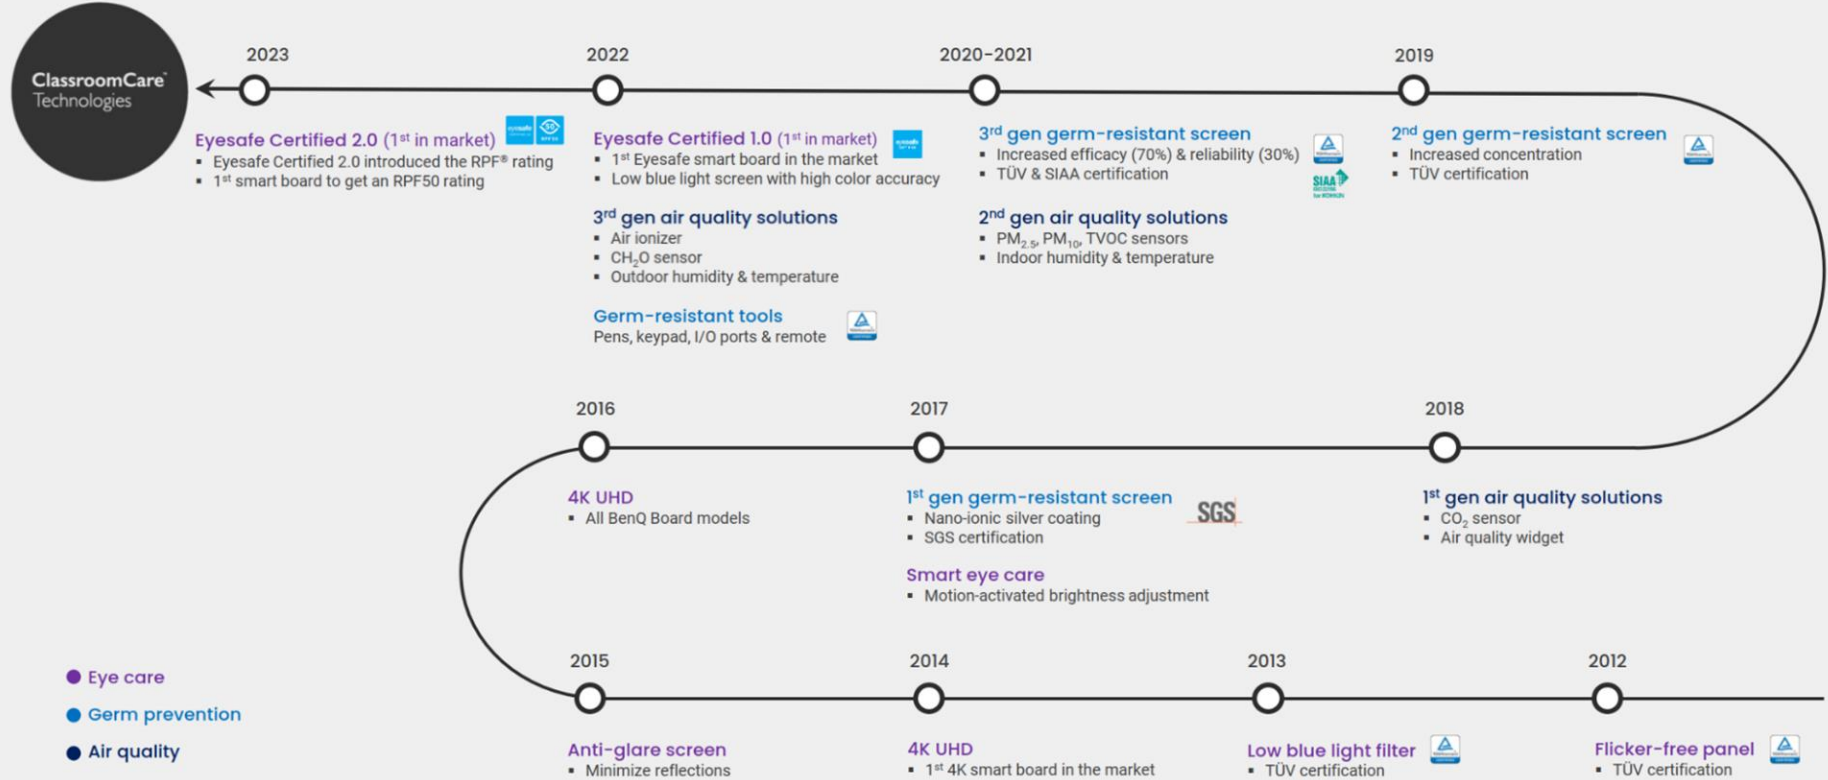 ClassroomCare™
Technologies
2023
Eyesafe Certified 2.0 (1st in market)
▪ Eyesafe Certified 2.0 introduced the RPF® rating
▪ 1st smart board to get an RPF50 rating
2022
Eyesafe Certified 1.0 (1st in market)
▪ 1st Eyesafe smart board in the market
▪ Low blue light screen with high color accuracy
3rd gen air quality solutions
▪ Air ionizer
▪ CH₂O sensor
▪ Outdoor humidity & temperature
Germ-resistant tools
Pens, keypad, I/O ports & remote
2020-2021
3rd gen germ-resistant screen
▪ Increased efficacy (70%) & reliability (30%)
▪ TÜV & SIAA certification
SIAA
2nd gen air quality solutions
▪ PM₂.₅, PM₁₀, TVOC sensors
▪ Indoor humidity & temperature
2019
2nd gen germ-resistant screen
▪ Increased concentration
▪ TÜV certification
2016
4K UHD
▪ All BenQ Board models
2017
1st gen germ-resistant screen
▪ Nano-ionic silver coating
▪ SGS certification
SGS
Smart eye care
▪ Motion-activated brightness adjustment
2018
1st gen air quality solutions
▪ CO₂ sensor
▪ Air quality widget
Eye care
Germ prevention
Air quality
2015
Anti-glare screen
▪ Minimize reflections
2014
4K UHD
▪ 1st 4K smart board in the market
2013
Low blue light filter
▪ TÜV certification
2012
Flicker-free panel
▪ TÜV certification